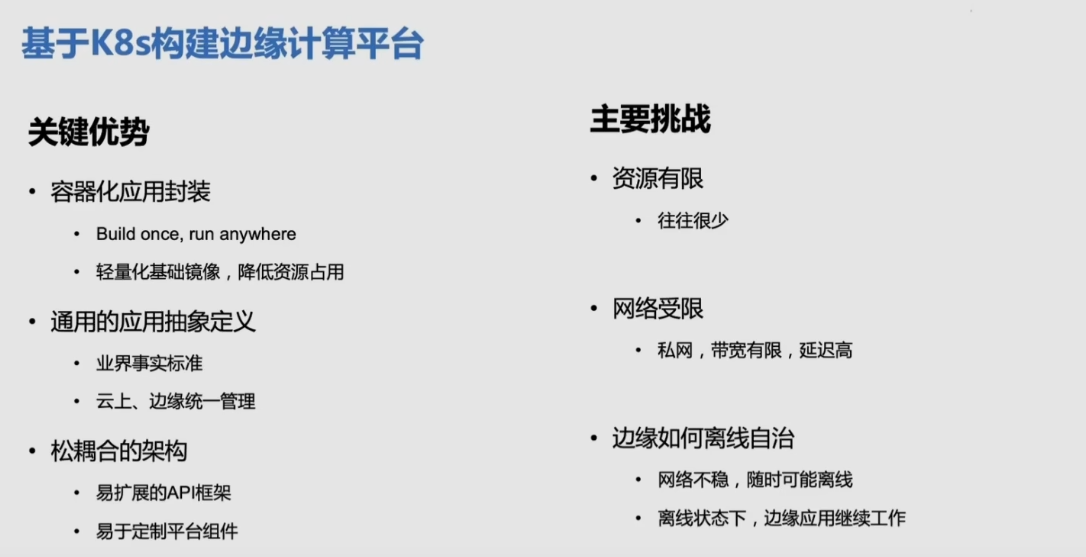 基于K8s构建边缘计算平台
关键优势
• 容器化应用封装
• Build once, run anywhere
• 轻量化基础镜像，降低资源占用
• 通用的应用抽象定义
• 业界事实标准
• 云上、边缘统一管理
• 松耦合的架构
• 易扩展的API框架
• 易于定制平台组件
主要挑战
• 资源有限
• 往往很少
• 网络受限
• 私网，带宽有限，延迟高
• 边缘如何离线自治
• 网络不稳，随时可能离线
• 离线状态下，边缘应用继续工作